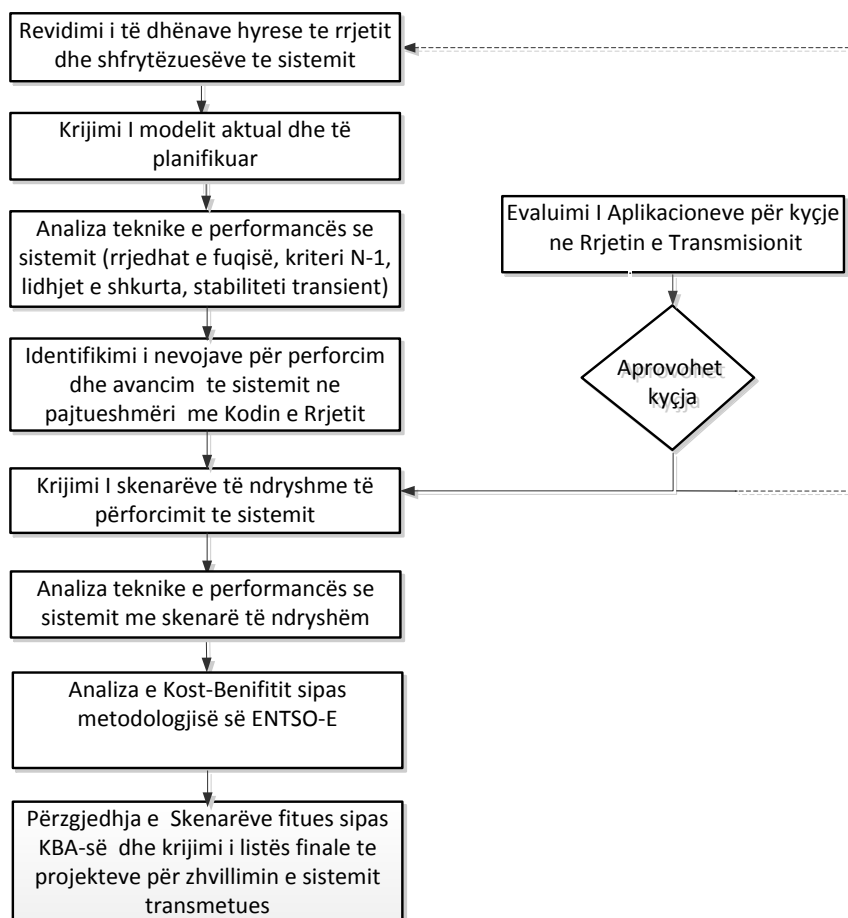 Revidimi i të dhënave hyrese te rrjetit
dhe shfrytëzuesëve te sistemit
Krijimi I modelit aktual dhe të
planifikuar
Analiza teknike e performancës se
sistemit (rrjedhat e fuqisë, kriteri N-1,
lidhjet e shkurta, stabiliteti transient)
Identifikimi i nevojave për perforcim
dhe avancim te sistemit ne
pajtueshmëri me Kodin e Rrjetit
Krijimi I skenarëve të ndryshme të
përforcimit te sistemit
Analiza teknike e performancës se
sistemit me skenarë të ndryshëm
Analiza e Kost-Benifitit sipas
metodologjisë së ENTSO-E
Përzgjedhja e Skenarëve fitues sipas
KBA-së dhe krijimi i listës finale te
projekteve për zhvillimin e sistemit
transmetues
Evaluimi I Aplikacioneve për kyçje
ne Rrjetin e Transmisionit
Aprovohet
kyçja